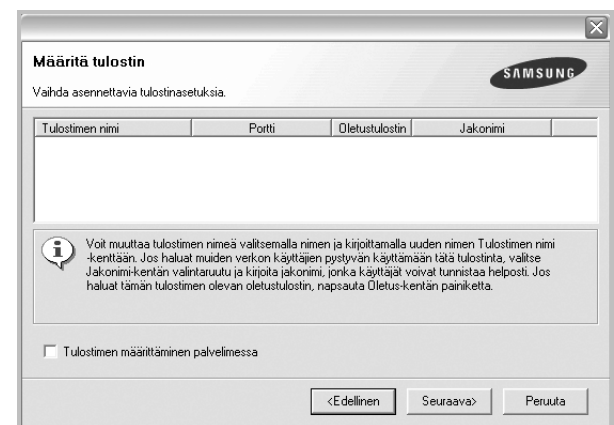 Määritä tulostin
Vaihda asennettavia tulostinasetuksia.
SAMSUNG
Tulostimen nimi Portti Oletustulostin Jakonimi
Voit muuttaa tulostimen nimeä valitsemalla nimen ja kirjoittamalla uuden nimen Tulostimen nimi
-kenttään. Jos haluat muiden verkon käyttäjien pystyvän käyttämään tätä tulostinta, valitse
Jakonimi-kentän valintaruutu ja kirjoita jakonimi, jonka käyttäjät voivat tunnistaa helposti. Jos
haluat tämän tulostimen olevan oletustulostin, napsauta Oletus-kentän painiketta.
Tulostimen määrittäminen palvelimessa
<Edellinen Seuraava> Peruuta